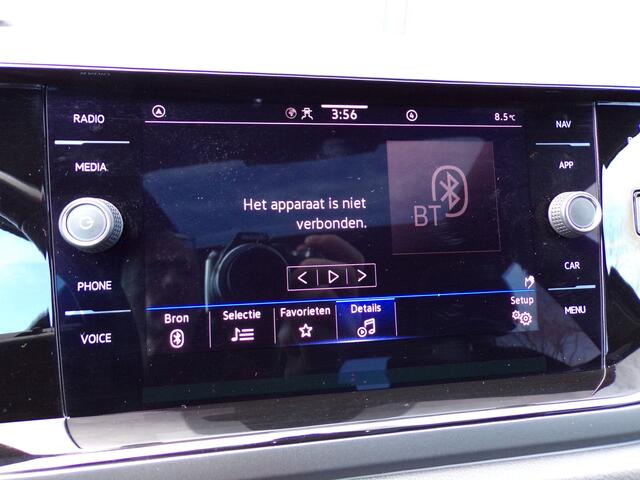 RADIO
MEDIA
PHONE
VOICE
3:56
8.5°C
Het apparaat is niet
verbonden.
BT
Bron
Selectie
Favorieten
Details
Setup
NAV
APP
CAR
MENU